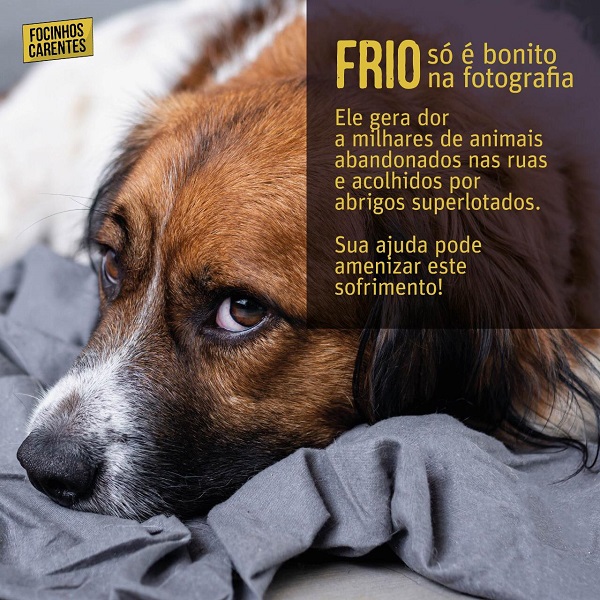 FOCINHOS
CARENTES
FRIO só é bonito
na fotografia
Ele gera dor
a milhares de animais
abandonados nas ruas
e acolhidos por
abrigos superlotados.
Sua ajuda pode
amenizar este
sofrimento!